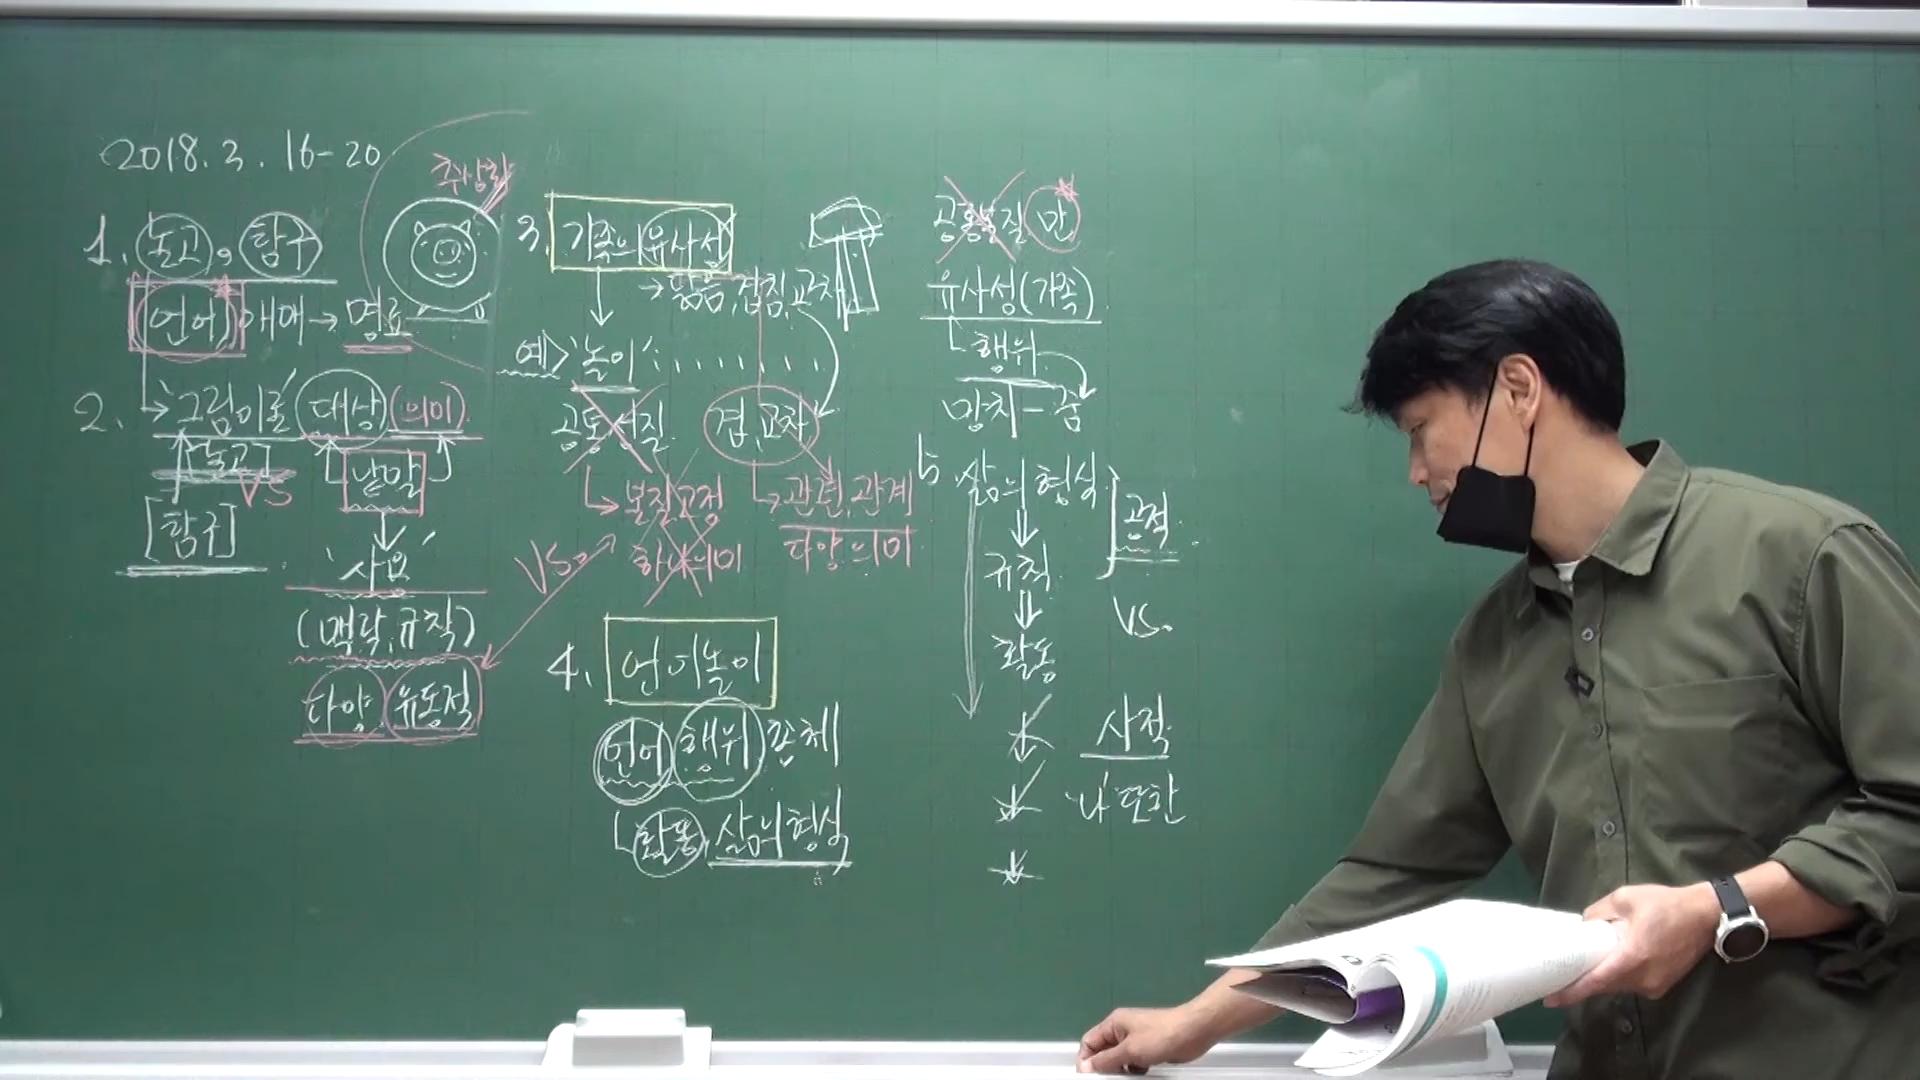 2018. 3. 16-20
추상화
1. 논고, 탐구
언어 애매 → 명료
2. → '그림이론' 대상 (의미)
[논고]
VS
낱말
[탐구]
'사용'
(맥락, 규칙)
다양 유동적
VS.
3. 가족의 유사성
→ 닮음, 겹침, 교차
예> '놀이' : ........
공통성질
겹, 교차
→ 본질 고정
하나 의미
→ 관련, 관계
다양 의미
4. 언어놀이
언어 행위 총체
활동, 삶의 형식
공통성질 만
유사성(가족)
행위
망치 - 춤
5 삶의 형식
규칙
활동
공적
VS.
사적
'나' 또한